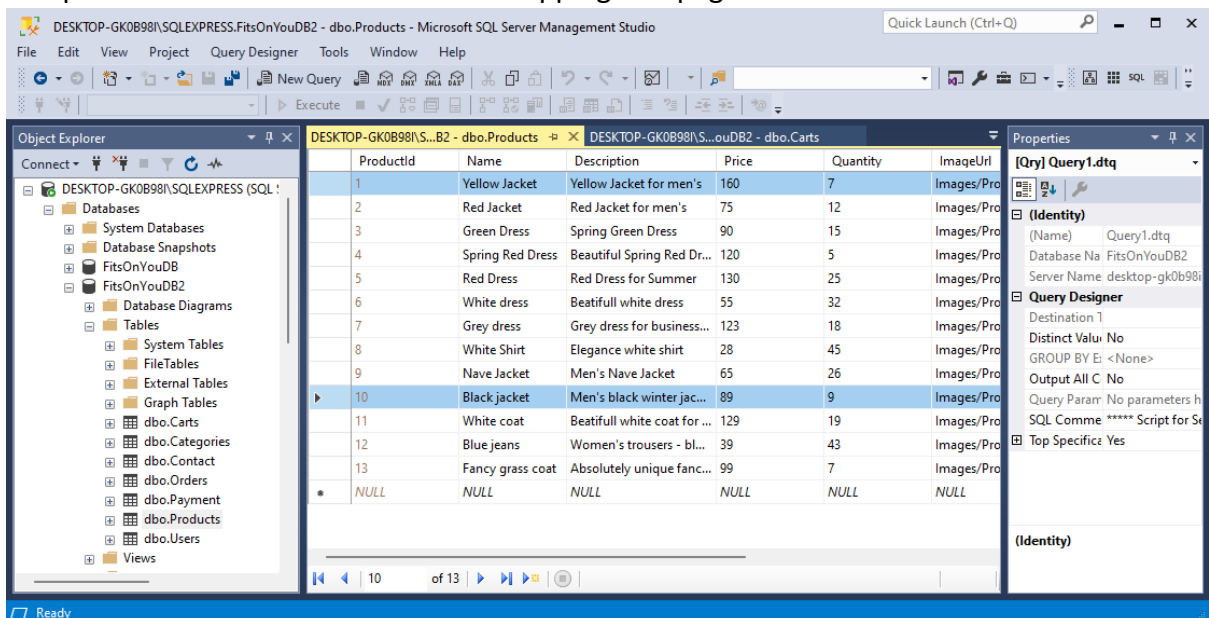 DESKTOP-GK0B98I\SQLEXPRESS.FitsOnYouDB2 - dbo.Products - Microsoft SQL Server Management Studio
Quick Launch (Ctrl+Q)
File Edit View Project Query Designer Tools Window Help
New Query MDX DMX XMLA DAX
SQL
Execute
Object Explorer
Connect
DESKTOP-GK0B98I\SQLEXPRESS (SQL
Databases
System Databases
Database Snapshots
FitsOnYouDB
FitsOnYouDB2
Database Diagrams
Tables
System Tables
FileTables
External Tables
Graph Tables
dbo.Carts
dbo.Categories
dbo.Contact
dbo.Orders
dbo.Payment
dbo.Products
dbo.Users
Views
DESKTOP-GK0B98I\S...B2 - dbo.Products DESKTOP-GK0B98I\S...ouDB2 - dbo.Carts
ProductId Name Description Price Quantity ImageUrl
1 Yellow Jacket Yellow Jacket for men's 160 7 Images/Pro
2 Red Jacket Red Jacket for men's 75 12 Images/Pro
3 Green Dress Spring Green Dress 90 15 Images/Pro
4 Spring Red Dress Beautiful Spring Red Dr... 120 5 Images/Pro
5 Red Dress Red Dress for Summer 130 25 Images/Pro
6 White dress Beatifull white dress 55 32 Images/Pro
7 Grey dress Grey dress for business... 123 18 Images/Pro
8 White Shirt Elegance white shirt 28 45 Images/Pro
9 Nave Jacket Men's Nave Jacket 65 26 Images/Pro
10 Black jacket Men's black winter jac... 89 9 Images/Pro
11 White coat Beatifull white coat for ... 129 19 Images/Pro
12 Blue jeans Women's trousers - bl... 39 43 Images/Pro
13 Fancy grass coat Absolutely unique fanc... 99 7 Images/Pro
NULL NULL NULL NULL NULL NULL
10 of 13
Properties
[Qry] Query1.dtq
(Identity)
(Name) Query1.dtq
Database Na FitsOnYouDB2
Server Name desktop-gk0b98i
Query Designer
Destination T
Distinct Valu No
GROUP BY E <None>
Output All C No
Query Param No parameters h
SQL Comme ***** Script for Se
Top Specifica Yes
(Identity)
Ready